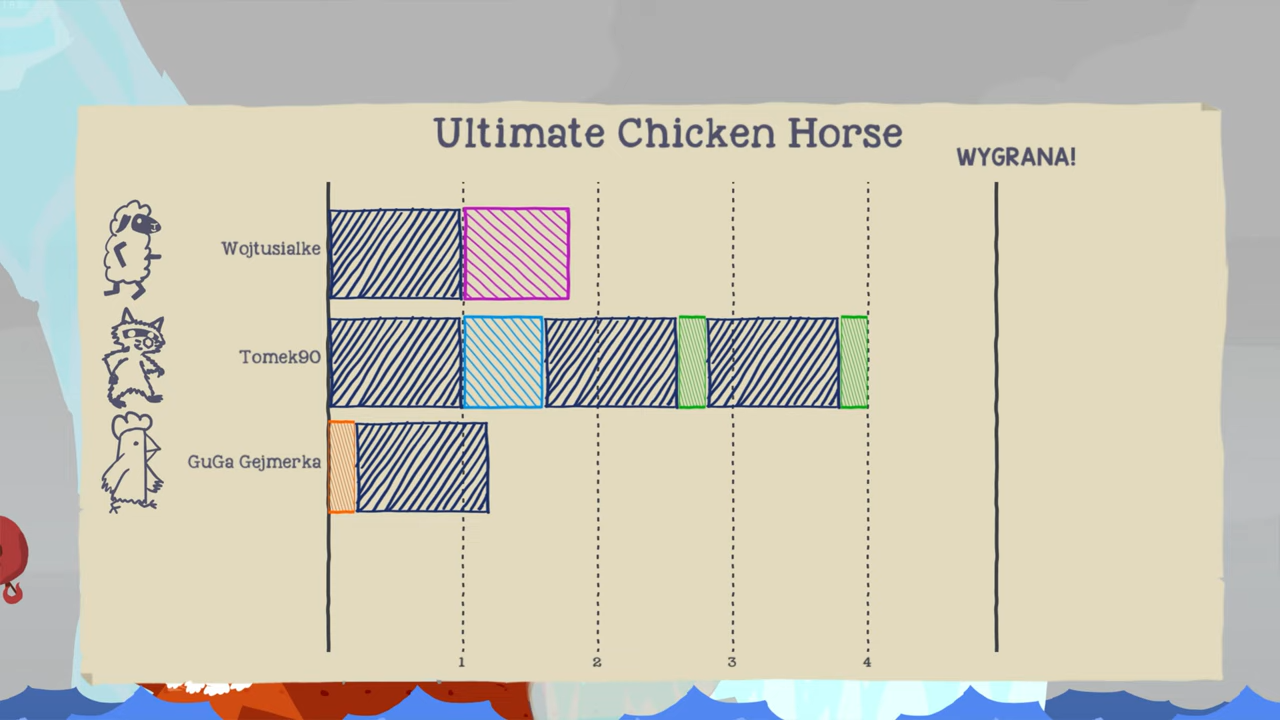 Ultimate Chicken Horse
WYGRANA!
Wojtusialke
Tomek90
GuGa Gejmerka
1 2 3 4